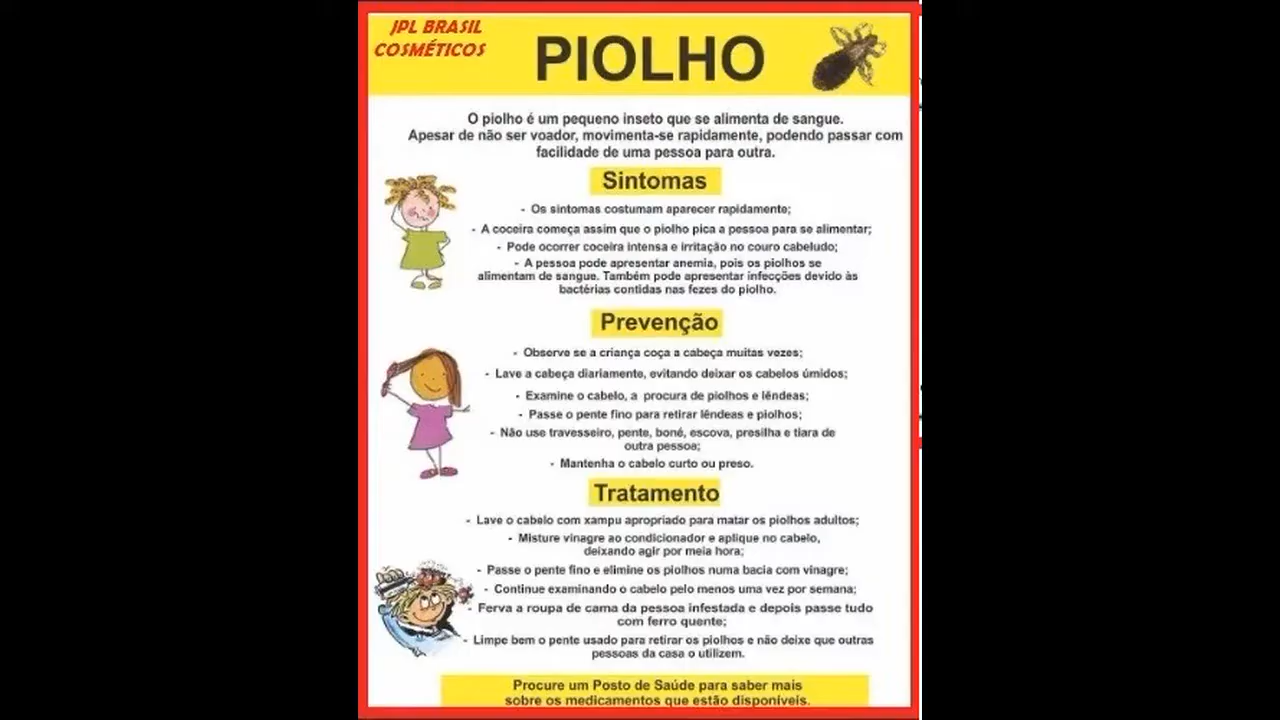 JPL BRASIL
COSMÉTICOS
PIOLHO
O piolho é um pequeno inseto que se alimenta de sangue.
Apesar de não ser voador, movimenta-se rapidamente, podendo passar com
facilidade de uma pessoa para outra.
Sintomas
- Os sintomas costumam aparecer rapidamente;
- A coceira começa assim que o piolho pica a pessoa para se alimentar;
- Pode ocorrer coceira intensa e irritação no couro cabeludo;
- A pessoa pode apresentar anemia, pois os piolhos se
alimentam de sangue. Também pode apresentar infecções devido às
bactérias contidas nas fezes do piolho.
Prevenção
- Observe se a criança coça a cabeça muitas vezes;
- Lave a cabeça diariamente, evitando deixar os cabelos úmidos;
- Examine o cabelo, a procura de piolhos e lêndeas;
- Passe o pente fino para retirar lêndeas e piolhos;
- Não use travesseiro, pente, boné, escova, presilha e tiara de
outra pessoa;
- Mantenha o cabelo curto ou preso.
Tratamento
- Lave o cabelo com xampu apropriado para matar os piolhos adultos;
- Misture vinagre ao condicionador e aplique no cabelo,
deixando agir por meia hora;
- Passe o pente fino e elimine os piolhos numa bacia com vinagre;
- Continue examinando o cabelo pelo menos uma vez por semana;
- Ferva a roupa de cama da pessoa infestada e depois passe tudo
com ferro quente;
- Limpe bem o pente usado para retirar os piolhos e não deixe que outras
pessoas da casa o utilizem.
Procure um Posto de Saúde para saber mais
sobre os medicamentos que estão disponíveis.